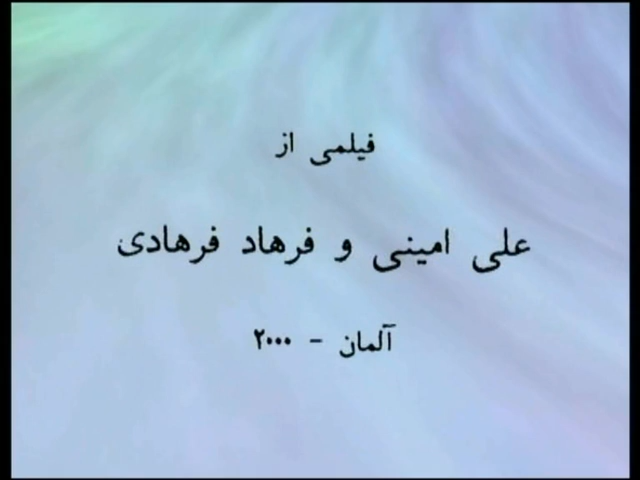 فیلمی از
علی امینی و فرهاد فرهادی
آلمان - ۲۰۰۰